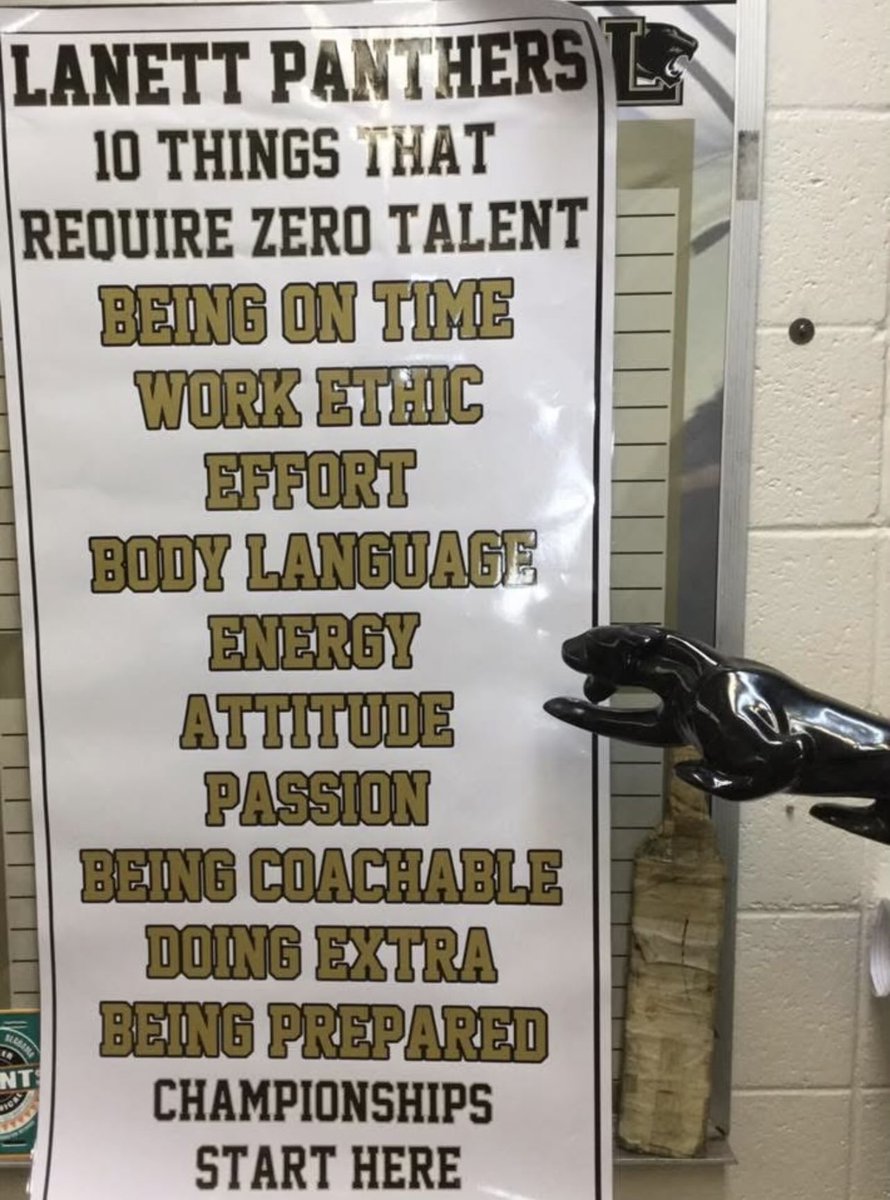 LANETT PANTHERS
L
10 THINGS THAT
REQUIRE ZERO TALENT
BEING ON TIME
WORK ETHIC
EFFORT
BODY LANGUAGE
ENERGY
ATTITUDE
PASSION
BEING COACHABLE
DOING EXTRA
BEING PREPARED
CHAMPIONSHIPS
START HERE